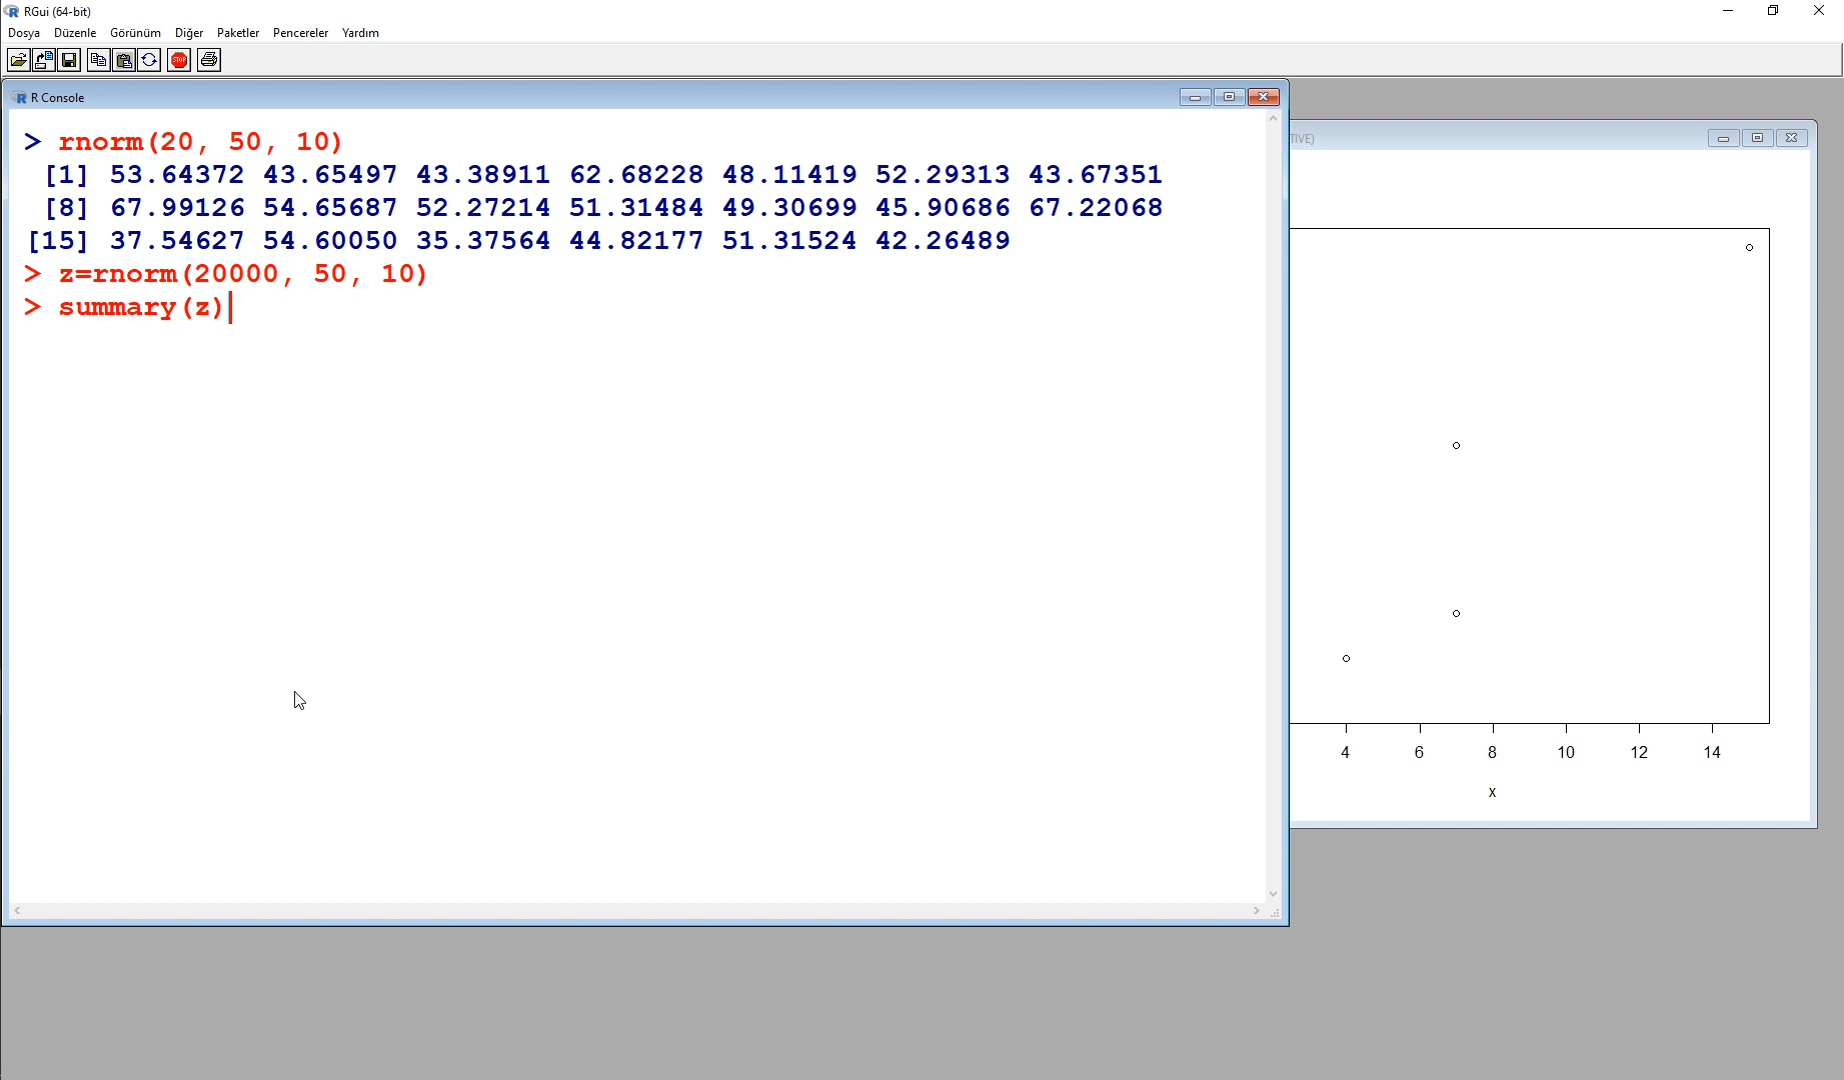 RGui (64-bit)
Dosya Düzenle Görünüm Diğer Paketler Pencereler Yardım
STOP
R Console
> rnorm(20, 50, 10)
[1] 53.64372 43.65497 43.38911 62.68228 48.11419 52.29313 43.67351
[8] 67.99126 54.65687 52.27214 51.31484 49.30699 45.90686 67.22068
[15] 37.54627 54.60050 35.37564 44.82177 51.31524 42.26489
> z=rnorm(20000, 50, 10)
> summary(z)
TIVE)
4 6 8 10 12 14
x